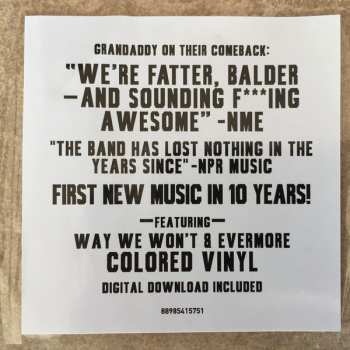 GRANDADDY ON THEIR COMEBACK:
“WE'RE FATTER, BALDER
—AND SOUNDING F***ING
AWESOME” -NME
"THE BAND HAS LOST NOTHING IN THE
YEARS SINCE"-NPR MUSIC
FIRST NEW MUSIC IN 10 YEARS!
—FEATURING—
WAY WE WON'T & EVERMORE
COLORED VINYL
DIGITAL DOWNLOAD INCLUDED
88985415751